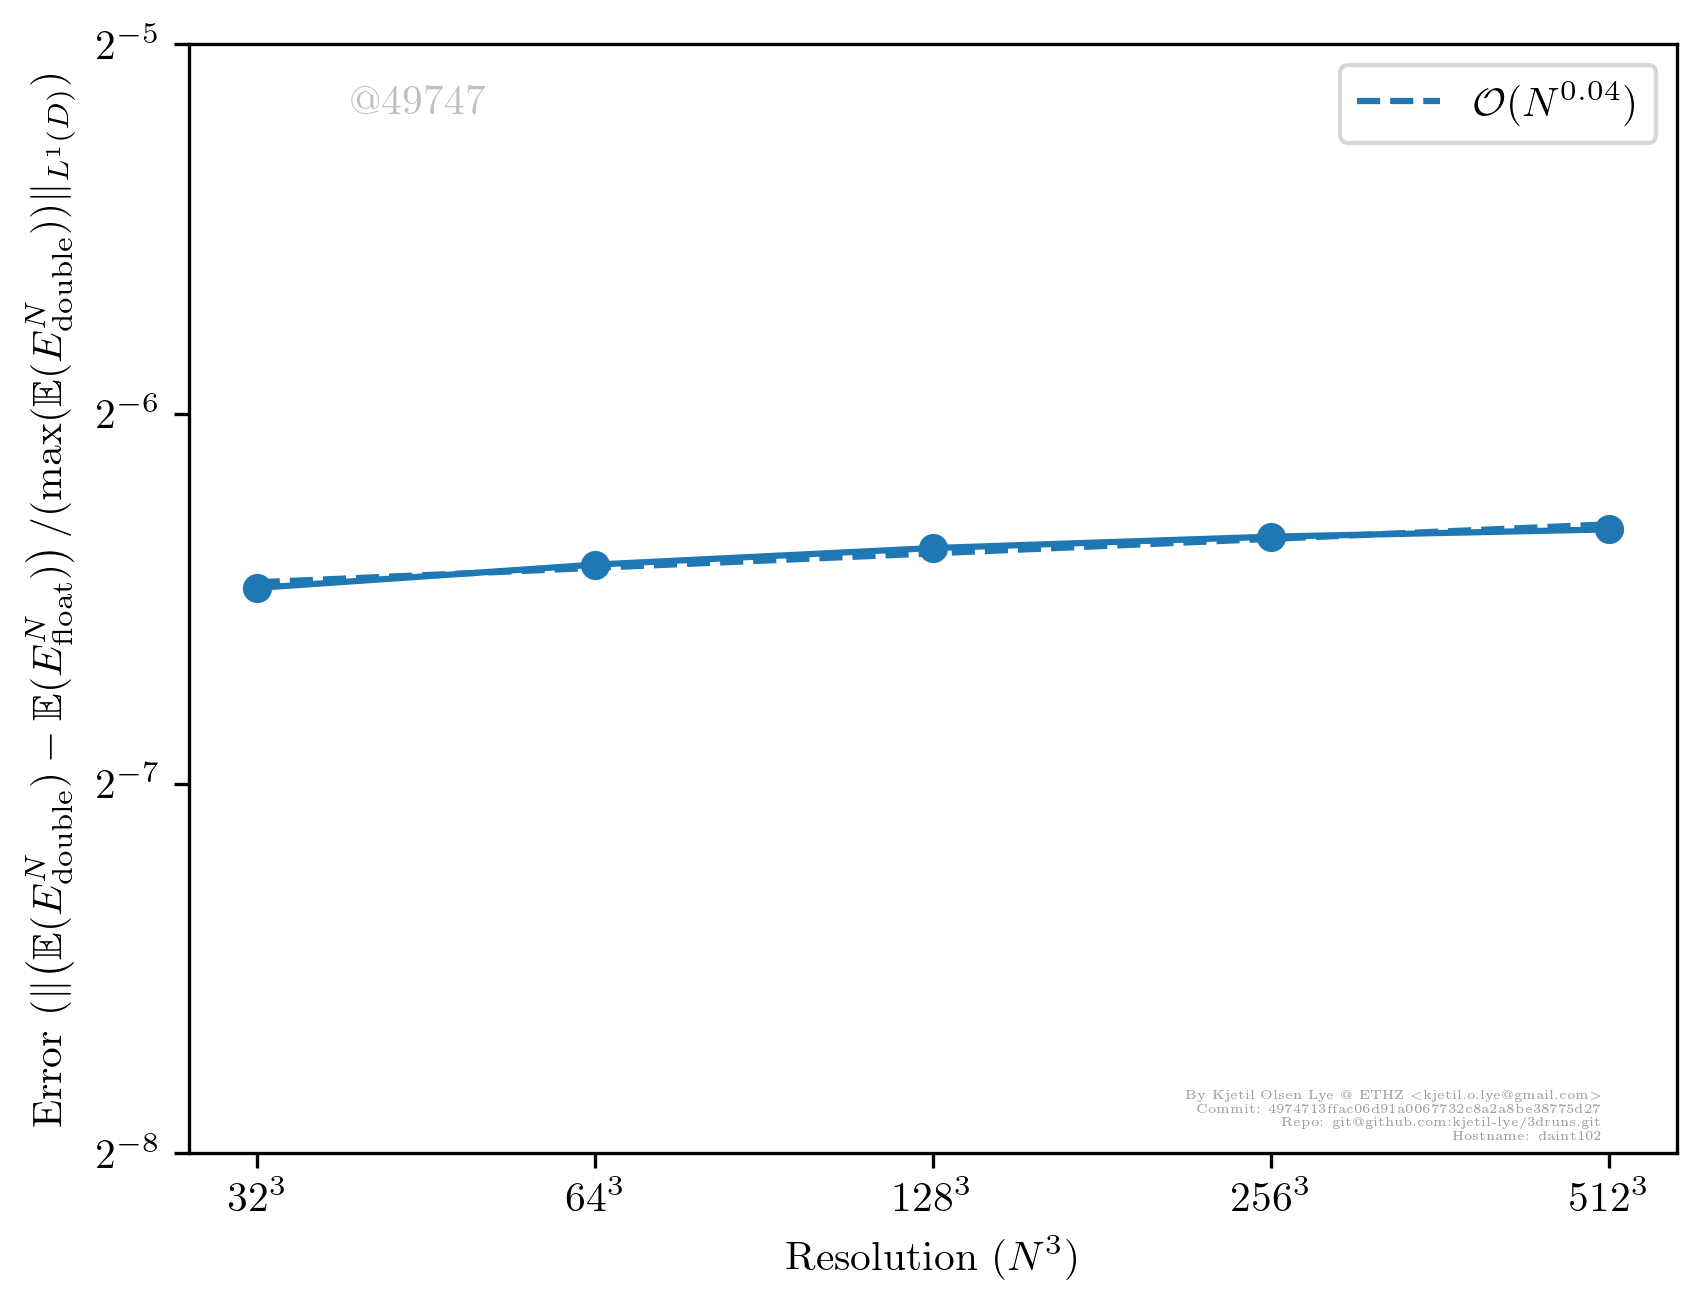 Error (‖(𝔼(E^N_double) − 𝔼(E^N_float)) /(max(𝔼(E^N_double)))‖_{L^1(D)})
2^{−5}
2^{−6}
2^{−7}
2^{−8}
@49747
𝒪(N^{0.04})
By Kjetil Olsen Lye @ ETHZ <kjetil.o.lye@gmail.com>
Commit: 4974713ffac06d91a0067732c8a2a8be38775d27
Repo: git@github.com:kjetil-lye/3druns.git
Hostname: daint102
32^3 64^3 128^3 256^3 512^3
Resolution (N^3)